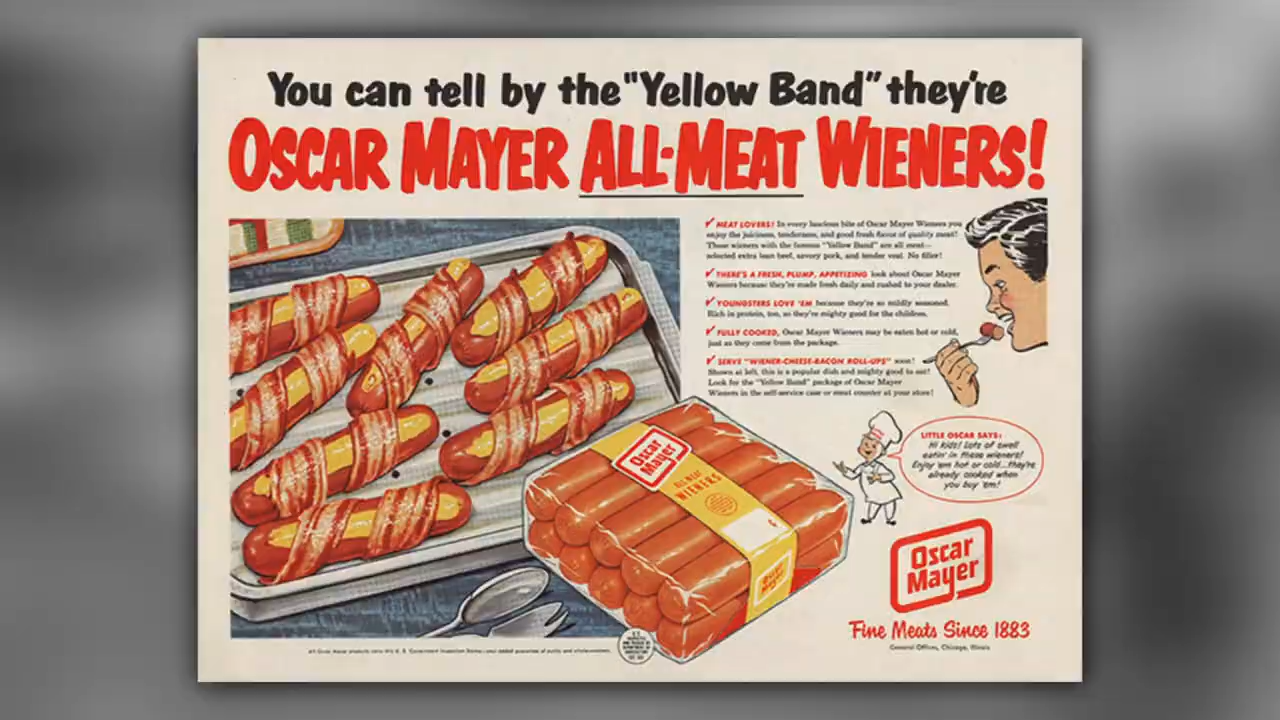 You can tell by the "Yellow Band" they're
OSCAR MAYER ALL-MEAT WIENERS!
✓ MEAT LOVERS! In every luscious bite of Oscar Mayer Wieners you
enjoy the juiciness, tenderness, and good fresh flavor of quality meat!
These wieners with the famous "Yellow Band" are all meat—
selected extra lean beef, savory pork, and tender veal. No filler!
✓ THERE'S A FRESH, PLUMP, APPETIZING look about Oscar Mayer
Wieners because they're made fresh daily and rushed to your dealer.
✓ YOUNGSTERS LOVE 'EM because they're so mildly seasoned.
Rich in protein, too, so they're mighty good for the children.
✓ FULLY COOKED, Oscar Mayer Wieners may be eaten hot or cold,
just as they come from the package.
✓ SERVE "WIENER-CHEESE-BACON ROLL-UPS" soon!
Shown at left, this is a popular dish and mighty good to eat!
Look for the "Yellow Band" package of Oscar Mayer
Wieners in the self-service case or meat counter at your store!
LITTLE OSCAR SAYS:
Hi kids! Lots of swell
eatin' in these wieners!
Enjoy 'em hot or cold...they're
already cooked when
you buy 'em!
Oscar
Mayer
ALL MEAT
WIENERS
Oscar
Mayer
Oscar
Mayer
Fine Meats Since 1883
General Offices, Chicago, Illinois